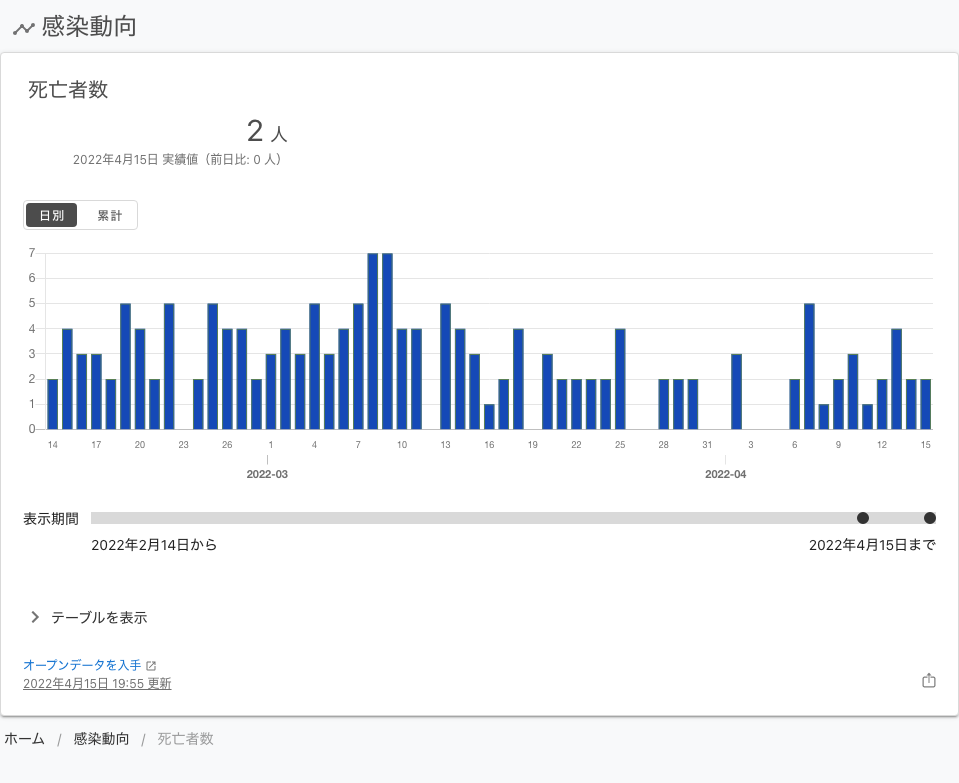 感染動向
死亡者数
2 人
2022年4月15日 実績値（前日比: 0 人）
日別 累計
7
6
5
4
3
2
1
0
14 17 20 23 26 1 4 7 10 13 16 19 22 25 28 31 3 6 9 12 15
2022-03 2022-04
表示期間
2022年2月14日から 2022年4月15日まで
テーブルを表示
オープンデータを入手
2022年4月15日 19:55 更新
ホーム / 感染動向 / 死亡者数